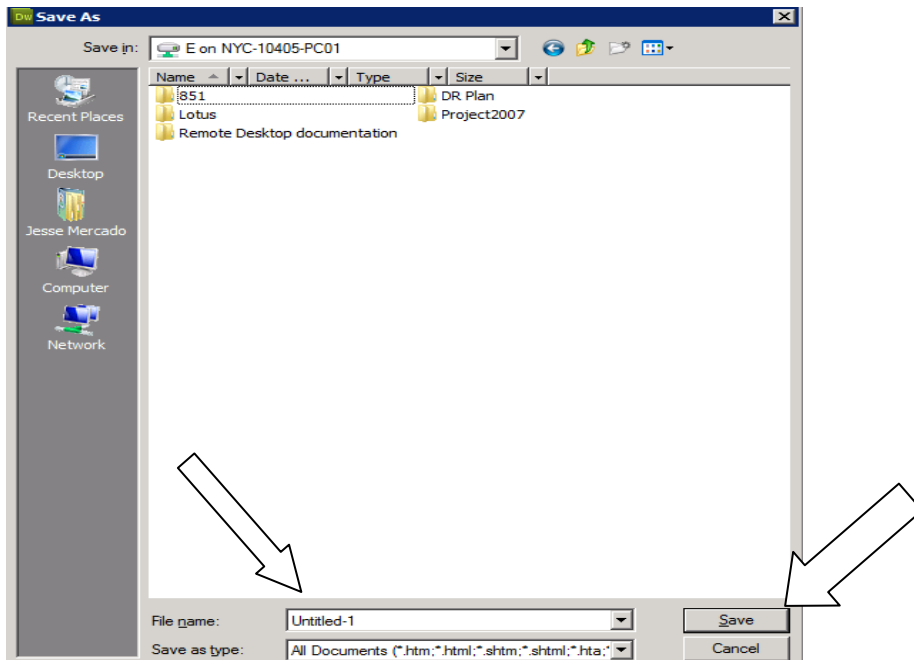 Dw Save As
Save in: E on NYC-10405-PC01
Name Date ... Type Size
851 DR Plan
Lotus Project2007
Remote Desktop documentation
Recent Places
Desktop
Jesse Mercado
Computer
Network
File name: Untitled-1 Save
Save as type: All Documents (*.htm;*.html;*.shtm;*.shtml;*.hta;* Cancel